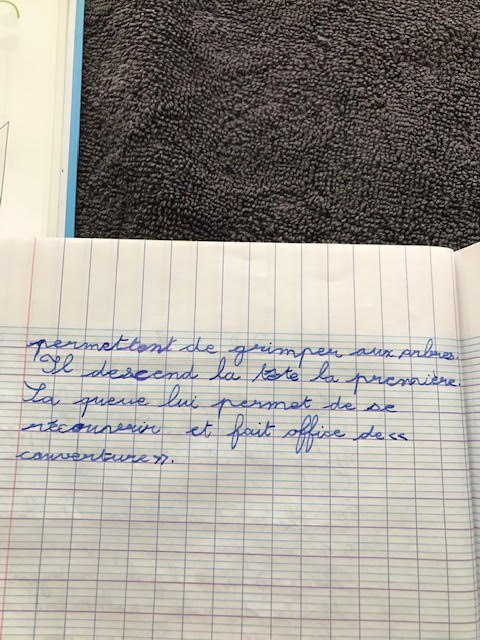 permettent de grimper aux arbres.
Il descend la tête la première.
Sa queue lui permet de se
recouvrir et fait office de «
couverture ».